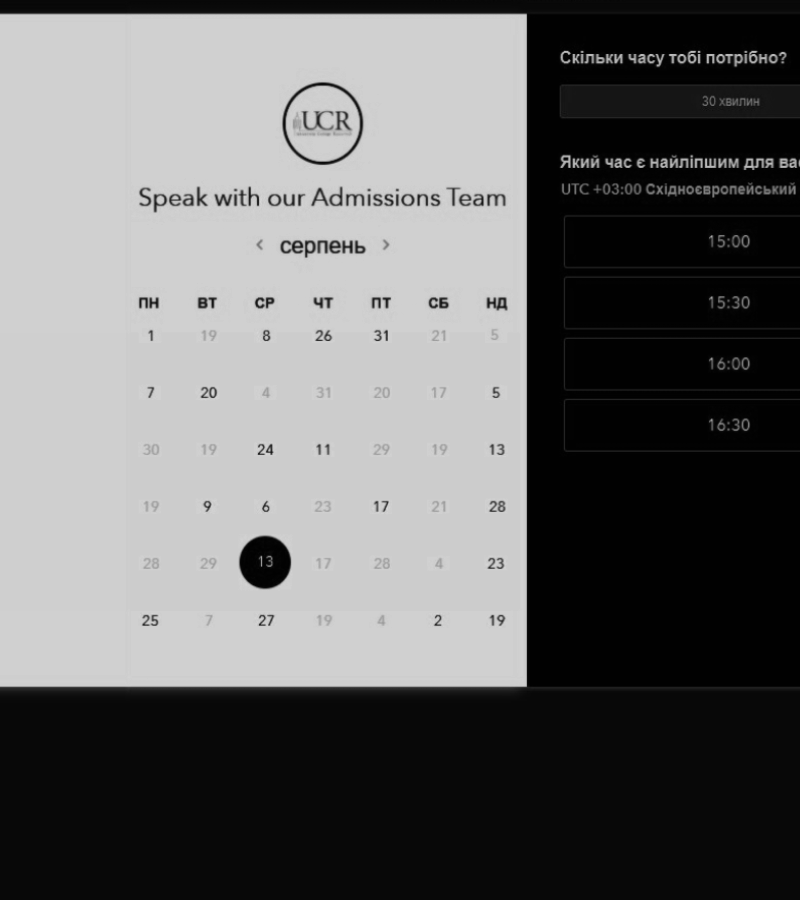 UCR
Speak with our Admissions Team
< серпень >
ПН ВТ СР ЧТ ПТ СБ НД
1 19 8 26 31 21 5
7 20 4 31 20 17 5
30 19 24 11 29 19 13
19 9 6 23 17 21 28
28 29 13 17 28 4 23
25 7 27 19 4 2 19
Скільки часу тобі потрібно?
30 хвилин
Який час є найліпшим для вас
UTC +03:00 Східноєвропейський
15:00
15:30
16:00
16:30